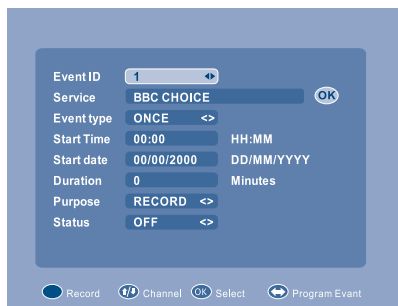 Event ID 1
Service BBC CHOICE OK
Event type ONCE <>
Start Time 00:00 HH:MM
Start date 00/00/2000 DD/MM/YYYY
Duration 0 Minutes
Purpose RECORD <>
Status OFF <>
Record Channel OK Select Program Evant